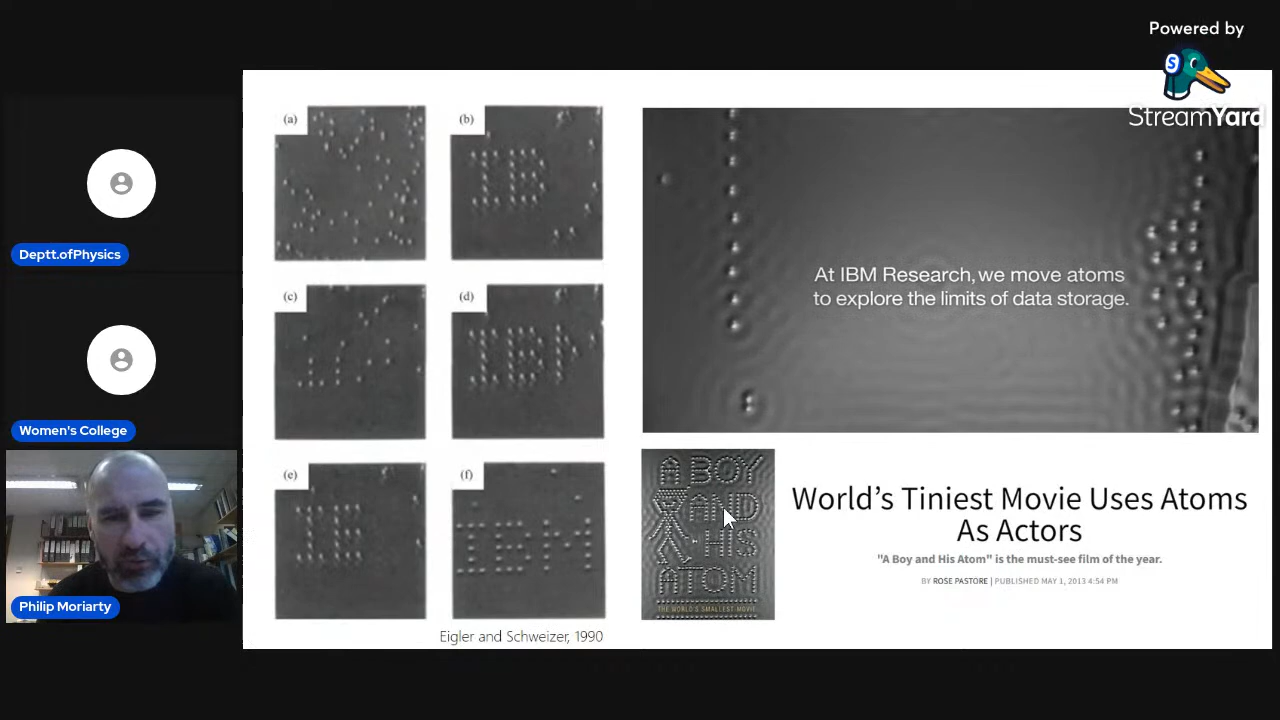 Powered by
StreamYard
Deptt.ofPhysics
Women's College
Philip Moriarty
(a)
(b)
(c)
(d)
(e)
(f)
IBM
Eigler and Schweizer, 1990
At IBM Research, we move atoms
to explore the limits of data storage.
A BOY
AND
HIS
ATOM
THE WORLD'S SMALLEST MOVIE
World's Tiniest Movie Uses Atoms
As Actors
"A Boy and His Atom" is the must-see film of the year.
BY ROSE PASTORE | PUBLISHED MAY 1, 2013 4:54 PM